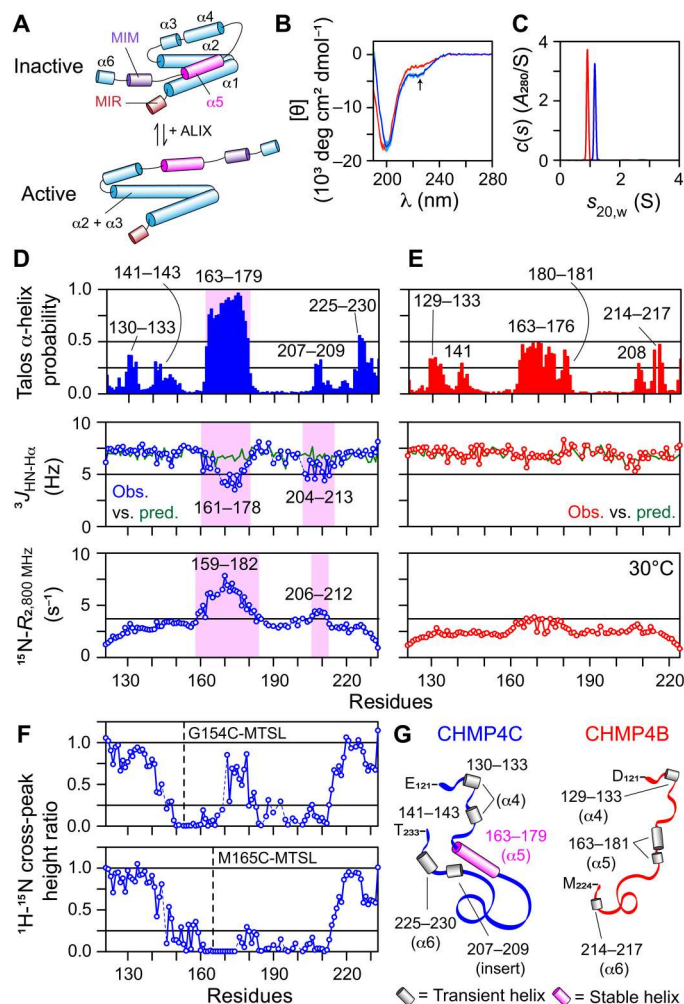 A
α3
α4
MIM
α2
α6
Inactive
α1
MIR
α5
+ ALIX
Active
α2 + α3
B
[θ]
(10³ deg cm² dmol⁻¹)
0
−10
−20
200
240
280
λ (nm)
C
c(s) (A₂₈₀/S)
4
2
0
0
2
4
s₂₀,w (S)
D
141–143
163–179
225–230
130–133
207–209
Talos α-helix
probability
1.0
0.5
0.0
E
180–181
129–133
214–217
163–176
141
208
³J_HN-Hα
(Hz)
10
5
0
Obs.
vs. pred.
161–178
204–213
Obs. vs. pred.
¹⁵N-R₂,₈₀₀ MHz
(s⁻¹)
10
5
0
159–182
206–212
30°C
130
160
190
220
130
160
190
220
Residues
F
G154C-MTSL
1.0
0.5
0.0
M165C-MTSL
1.0
0.5
0.0
¹H-¹⁵N cross-peak
height ratio
130
160
190
220
Residues
G
CHMP4C
CHMP4B
130–133
E₁₂₁
(α4)
141–143
T₂₃₃
163–179
(α5)
225–230
(α6)
207–209
(insert)
D₁₂₁
129–133
(α4)
163–181
(α5)
M₂₂₄
214–217
(α6)
= Transient helix
= Stable helix